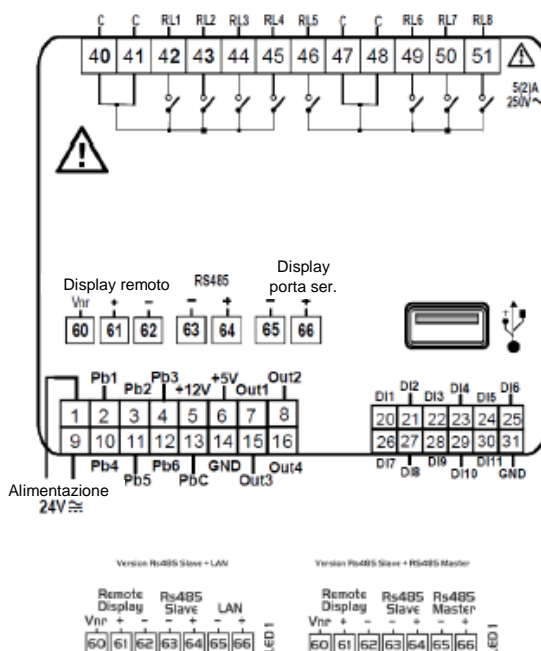 C C RL1 RL2 RL3 RL4 RL5 C C RL6 RL7 RL8
40 41 42 43 44 45 46 47 48 49 50 51
5(2)A
250V~
Display remoto RS485 Display
porta ser.
Vnr + - - + - +
60 61 62 63 64 65 66
Pb1 Pb2 Pb3 +12V +5V Out1 Out2
1 2 3 4 5 6 7 8
9 10 11 12 13 14 15 16
Pb4 Pb5 Pb6 PbC GND Out3 Out4
DI1 DI2 DI3 DI4 DI5 DI6
20 21 22 23 24 25
26 27 28 29 30 31
DI7 DI8 DI9 DI10 DI11 GND
Alimentazione
24V
Version Rs485 Slave + LAN
Remote Rs485
Display Slave LAN
Vnr + - - + - +
60 61 62 63 64 65 66
LED1
Version Rs485 Slave + RS485 Master
Remote Rs485 Rs485
Display Slave Master
Vnr + - - + - +
60 61 62 63 64 65 66
LED1